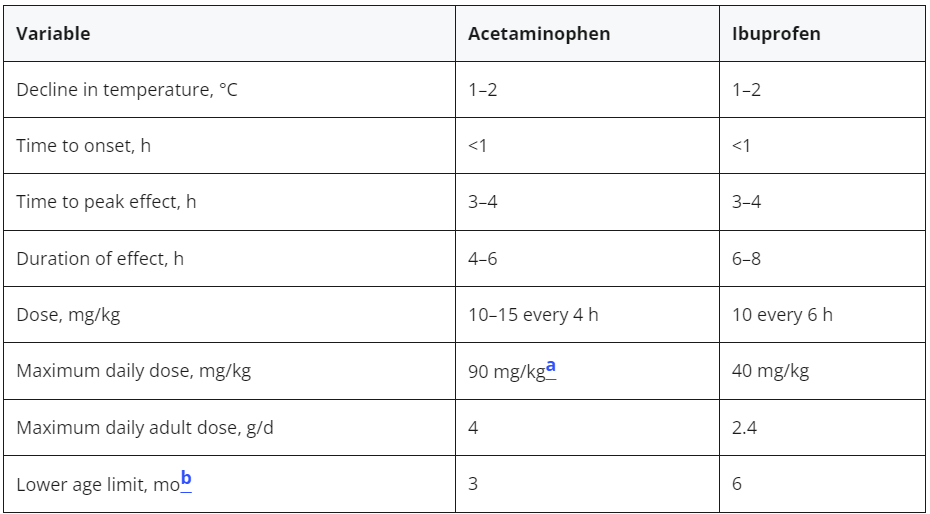 Variable Acetaminophen Ibuprofen
Decline in temperature, °C 1–2 1–2
Time to onset, h <1 <1
Time to peak effect, h 3–4 3–4
Duration of effect, h 4–6 6–8
Dose, mg/kg 10–15 every 4 h 10 every 6 h
Maximum daily dose, mg/kg 90 mg/kga 40 mg/kg
Maximum daily adult dose, g/d 4 2.4
Lower age limit, mob 3 6